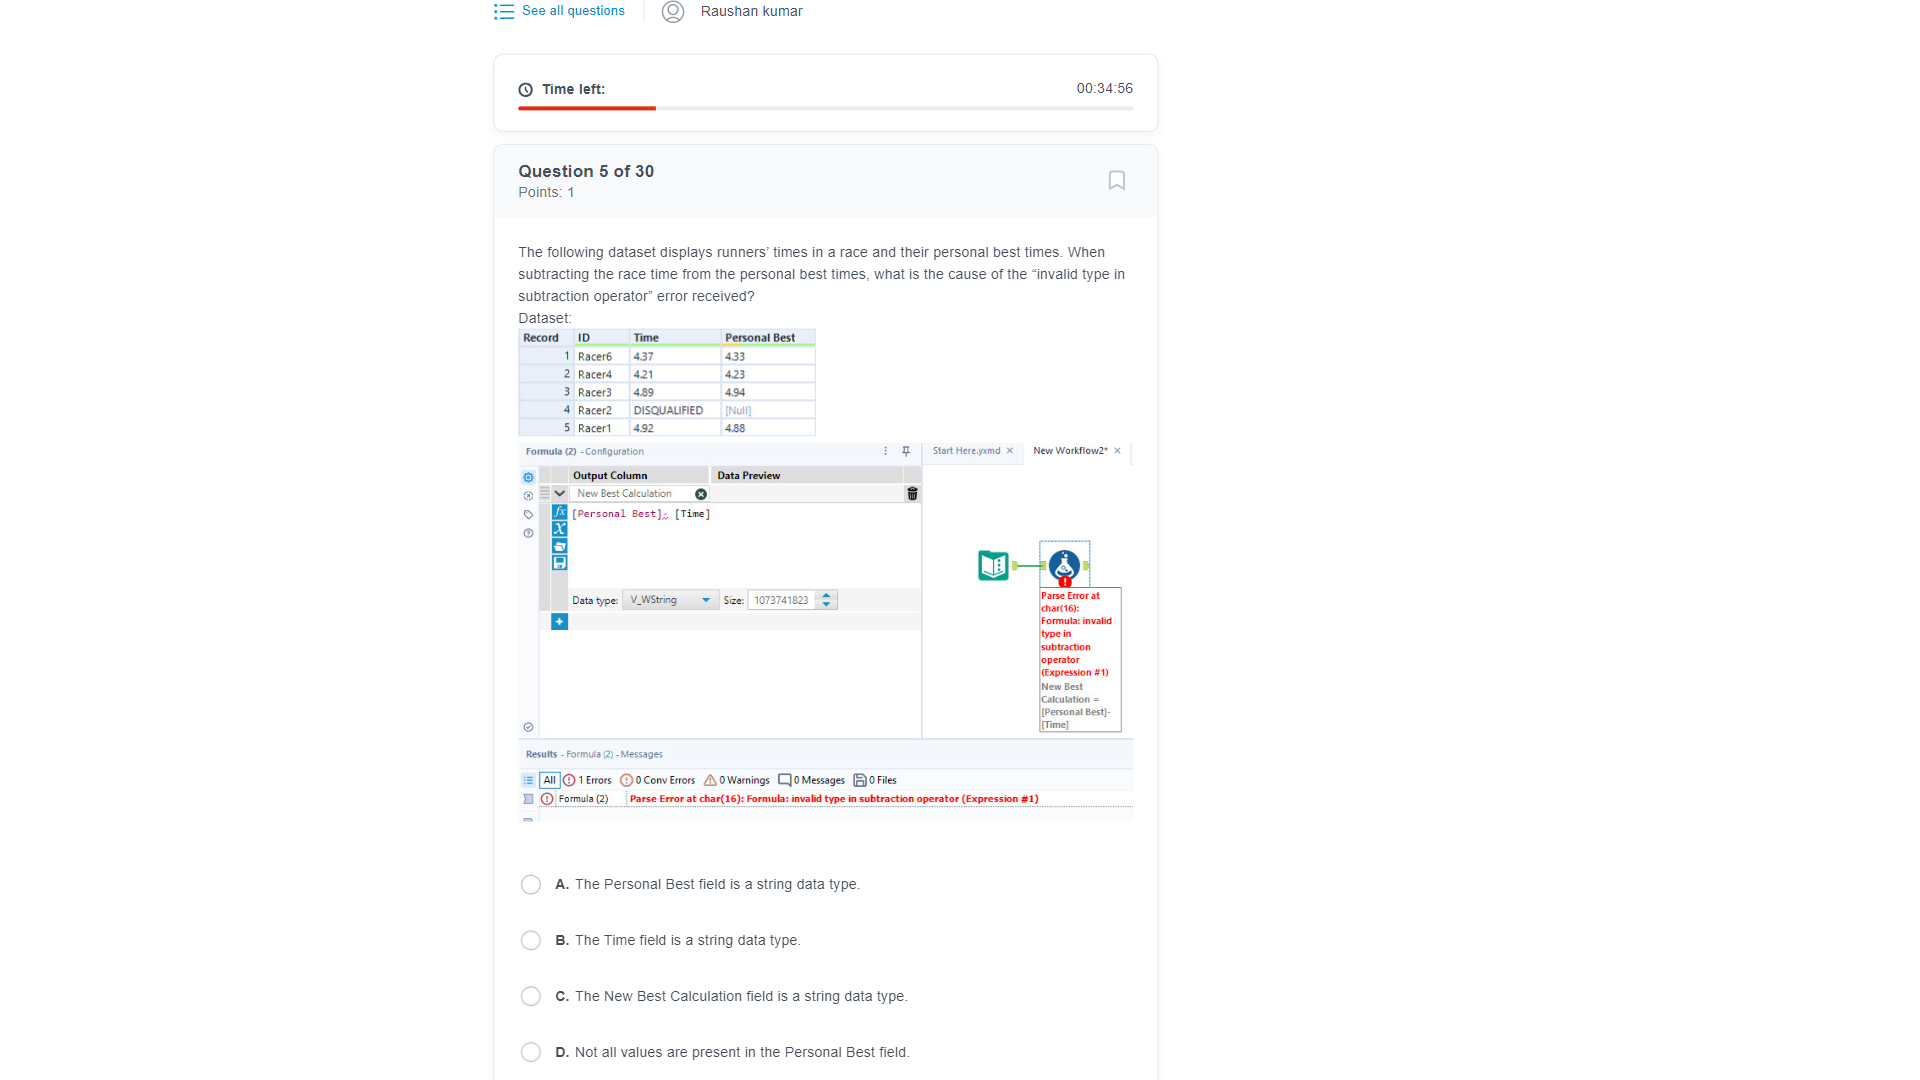 See all questions
Raushan kumar
Time left:
00:34:56
Question 5 of 30
Points: 1
The following dataset displays runners’ times in a race and their personal best times. When
subtracting the race time from the personal best times, what is the cause of the “invalid type in
subtraction operator” error received?
Dataset:
Record ID Time Personal Best
1 Racer6 4.37 4.33
2 Racer4 4.21 4.23
3 Racer3 4.89 4.94
4 Racer2 DISQUALIFIED [Null]
5 Racer1 4.92 4.88
Formula (2) - Configuration
Start Here.yxmd
New Workflow2*
Output Column Data Preview
New Best Calculation
[Personal Best]- [Time]
Data type: V_WString Size: 1073741823
Parse Error at
char(16):
Formula: invalid
type in
subtraction
operator
(Expression #1)
New Best
Calculation =
[Personal Best]-
[Time]
Results - Formula (2) - Messages
All 1 Errors 0 Conv Errors 0 Warnings 0 Messages 0 Files
Formula (2) Parse Error at char(16): Formula: invalid type in subtraction operator (Expression #1)
A. The Personal Best field is a string data type.
B. The Time field is a string data type.
C. The New Best Calculation field is a string data type.
D. Not all values are present in the Personal Best field.